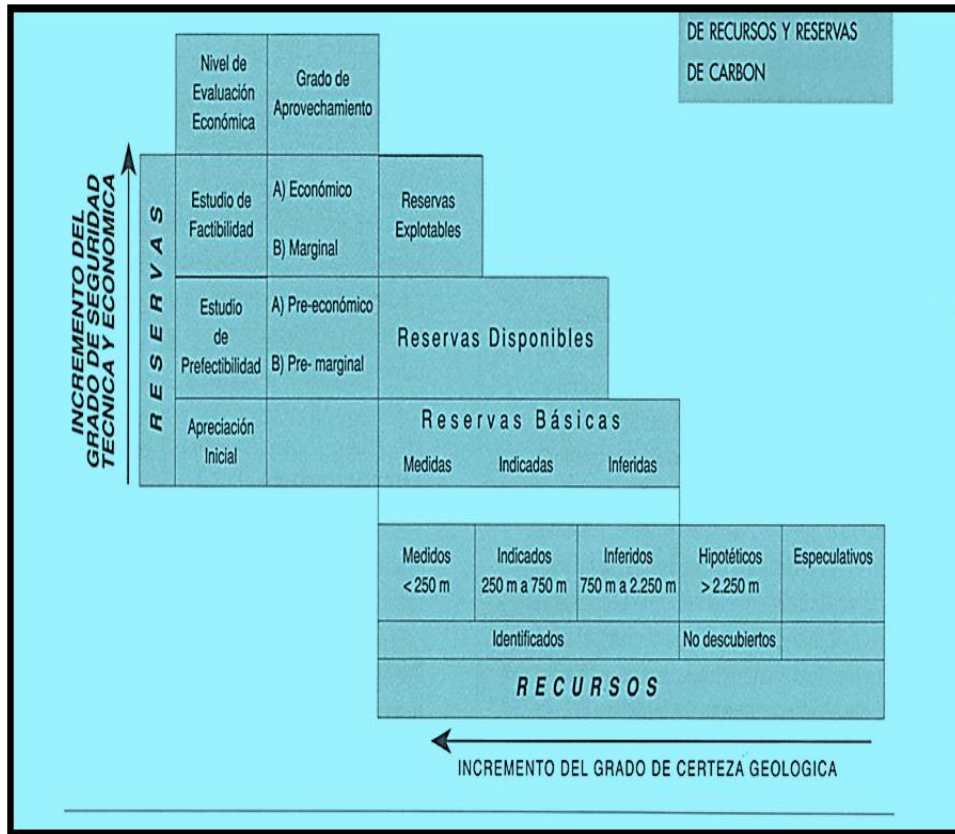 DE RECURSOS Y RESERVAS
DE CARBON
Nivel de
Evaluación
Económica
Grado de
Aprovechamiento
INCREMENTO DEL
GRADO DE SEGURIDAD
TECNICA Y ECONOMICA
RESERVAS
Estudio de
Factibilidad
A) Económico
B) Marginal
Reservas
Explotables
Estudio
de
Prefectibilidad
A) Pre-económico
B) Pre- marginal
Reservas Disponibles
Apreciación
Inicial
Reservas Básicas
Medidas Indicadas Inferidas
Medidos
< 250 m
Indicados
250 m a 750 m
Inferidos
750 m a 2.250 m
Hipotéticos
> 2.250 m
Especulativos
Identificados
No descubiertos
RECURSOS
INCREMENTO DEL GRADO DE CERTEZA GEOLOGICA